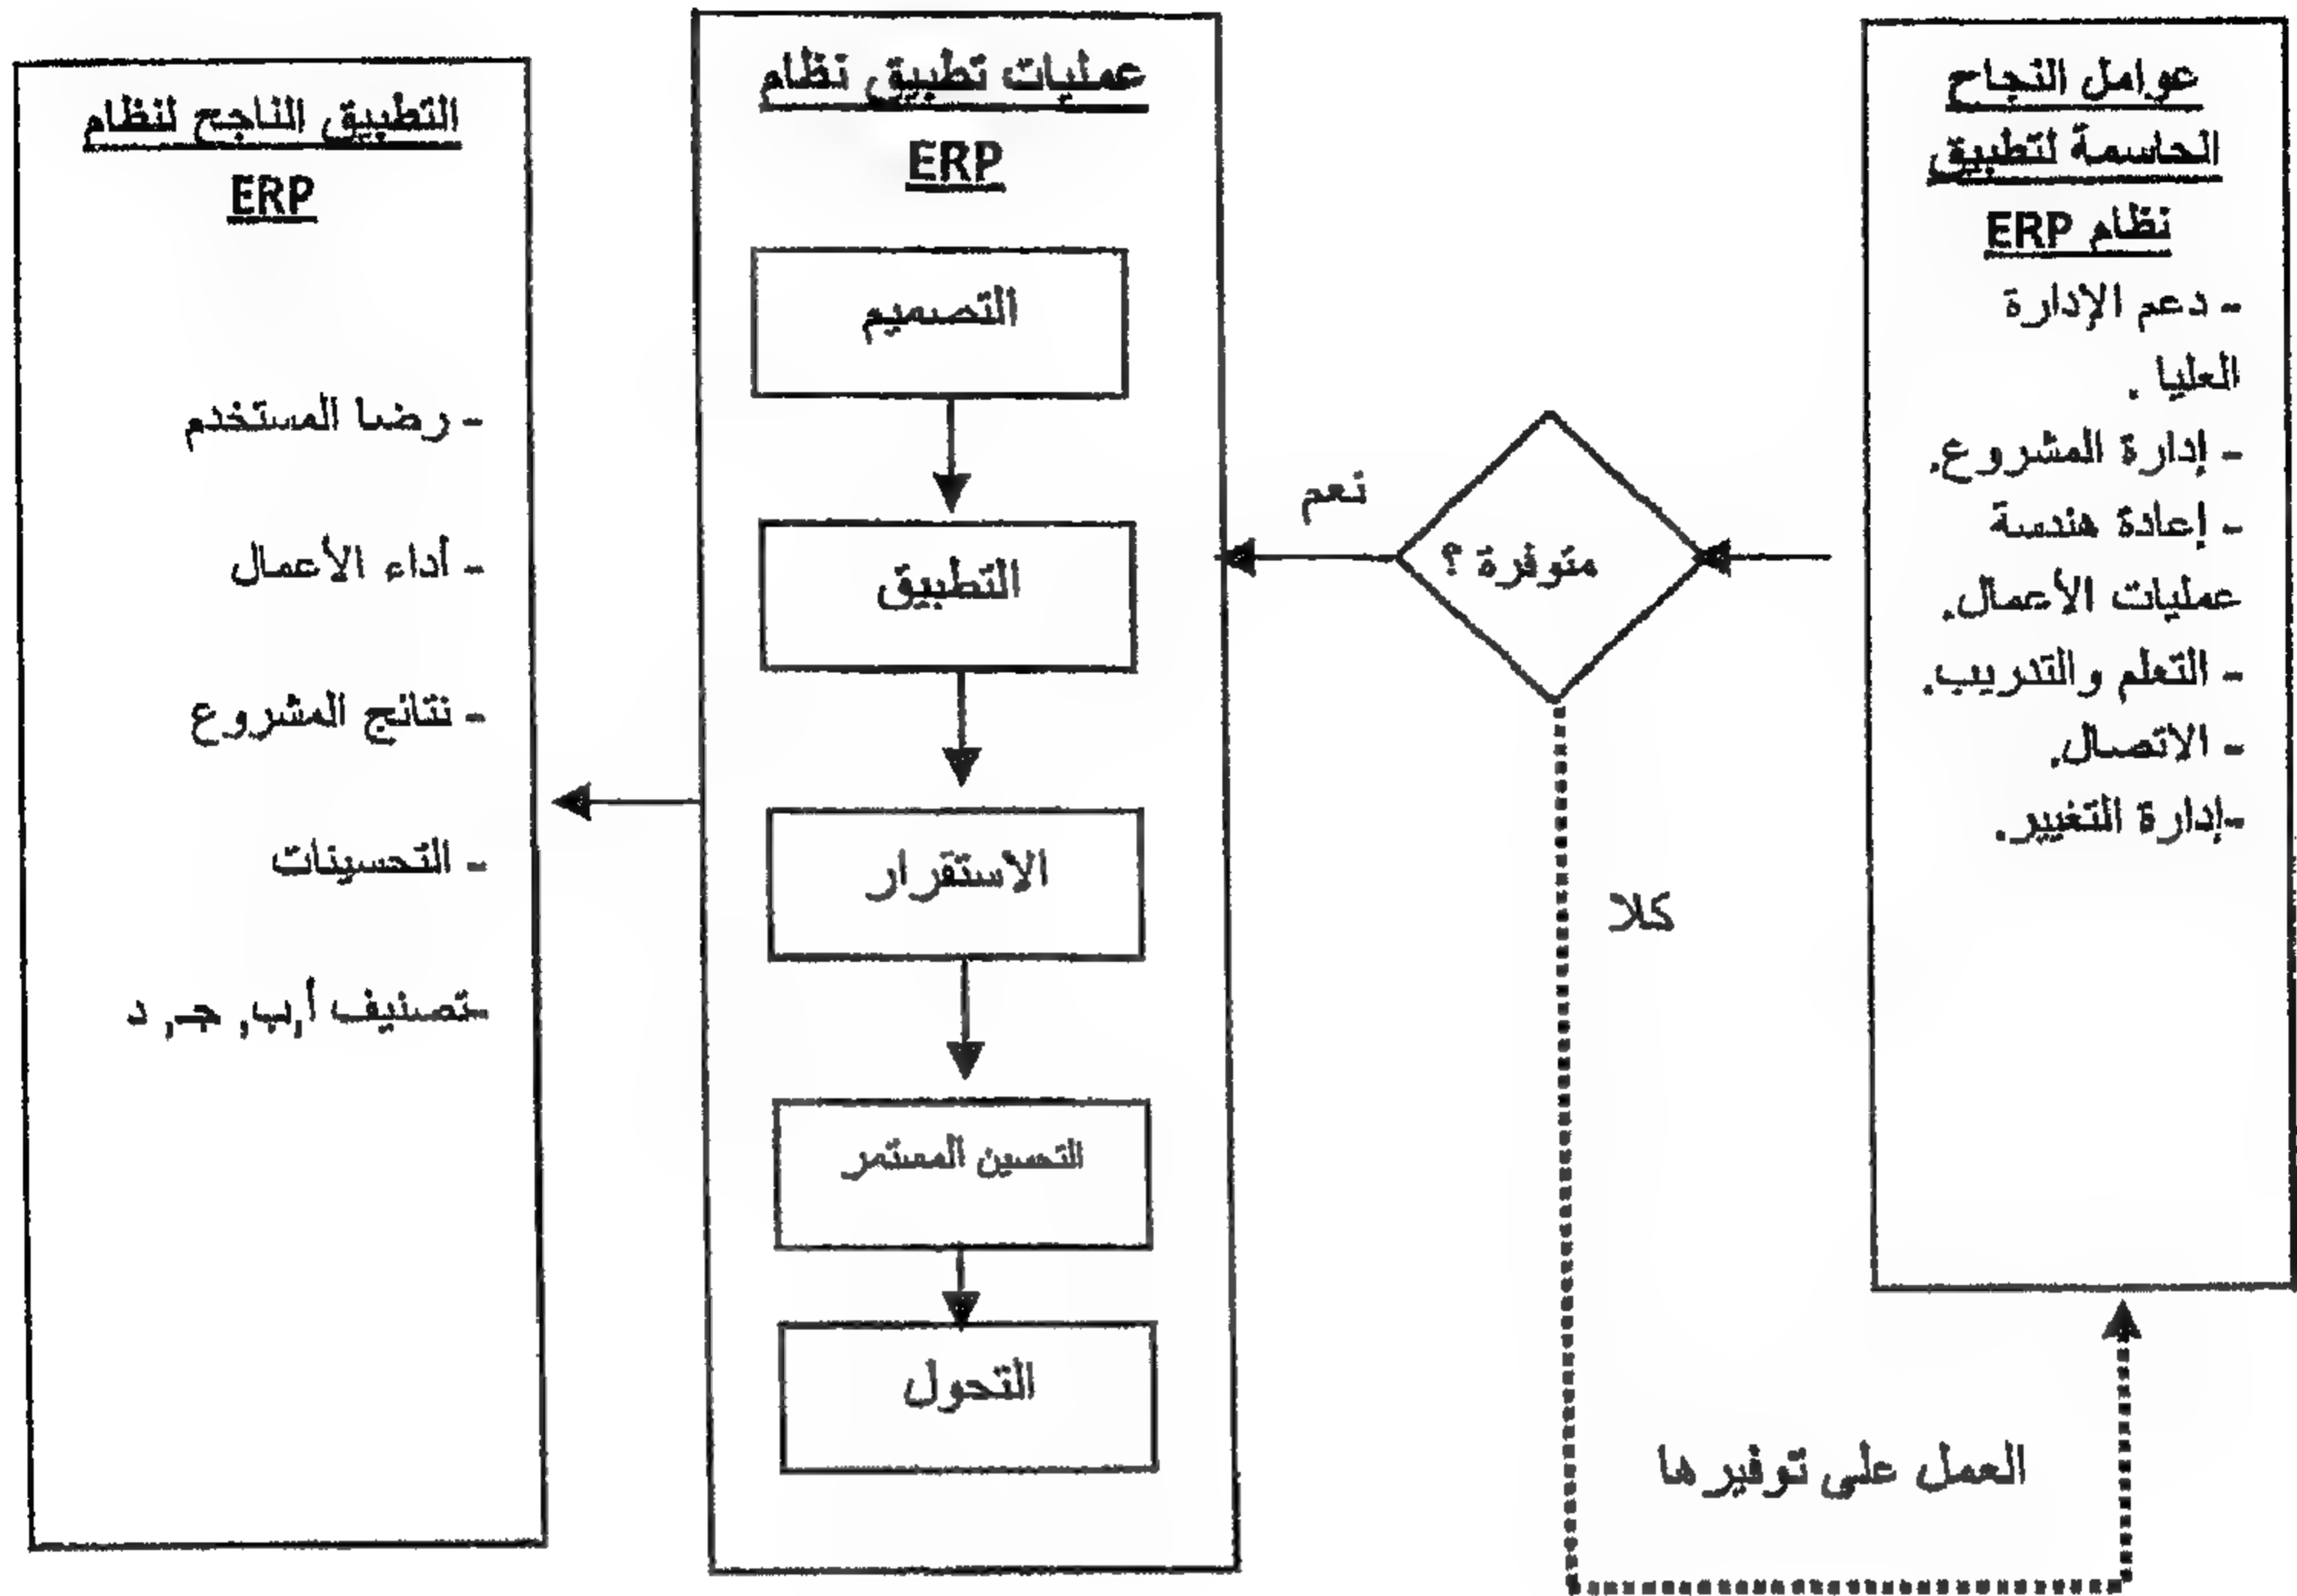 عوامل النجاح
الحاسمة لتطبيق
نظام ERP
- دعم الإدارة
العليا .
- إدارة المشروع.
- إعادة هندسة
عمليات الأعمال.
- التعلم والتدريب.
- الاتصال.
-إدارة التغيير.
متوفرة ؟
نعم
كلا
العمل على توفيرها
عمليات تطبيق نظام
ERP
التصميم
التطبيق
الاستقرار
التحسين المستمر
التحول
التطبيق الناجح لنظام
ERP
- رضا المستخدم
- أداء الأعمال
- نتائج المشروع
- التحسينات
-تصنيف أ,ب, جـ, د